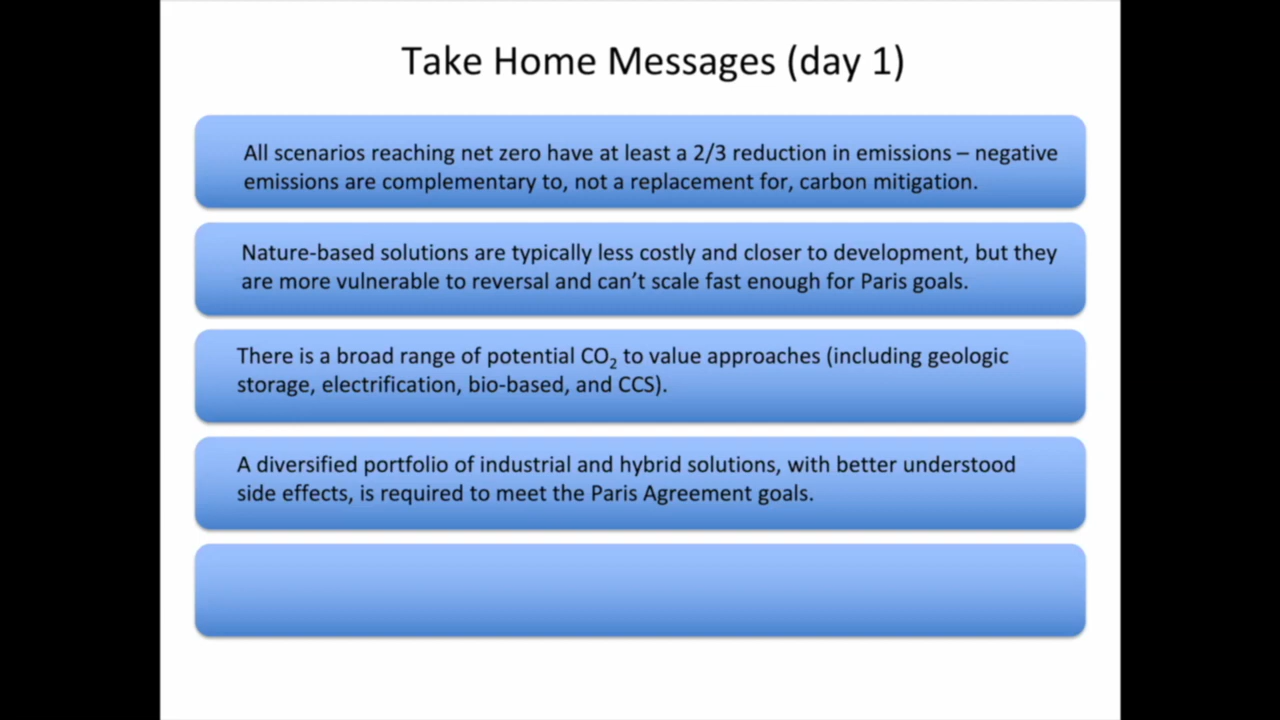 Take Home Messages (day 1)
All scenarios reaching net zero have at least a 2/3 reduction in emissions – negative
emissions are complementary to, not a replacement for, carbon mitigation.
Nature-based solutions are typically less costly and closer to development, but they
are more vulnerable to reversal and can’t scale fast enough for Paris goals.
There is a broad range of potential CO₂ to value approaches (including geologic
storage, electrification, bio-based, and CCS).
A diversified portfolio of industrial and hybrid solutions, with better understood
side effects, is required to meet the Paris Agreement goals.